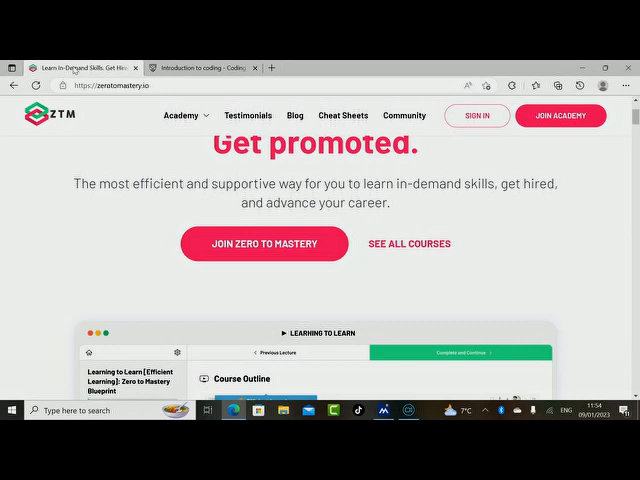 Learn In-Demand Skills. Get Hire
Introduction to coding - Coding
https://zerotomastery.io
ZTM
Academy
Testimonials
Blog
Cheat Sheets
Community
SIGN IN
JOIN ACADEMY
Get promoted.
The most efficient and supportive way for you to learn in-demand skills, get hired,
and advance your career.
JOIN ZERO TO MASTERY
SEE ALL COURSES
LEARNING TO LEARN
Previous Lecture
Complete and Continue
Learning to Learn [Efficient
Learning]: Zero to Mastery
Blueprint
Course Outline
Type here to search
7°C
ENG
11:54
09/01/2023